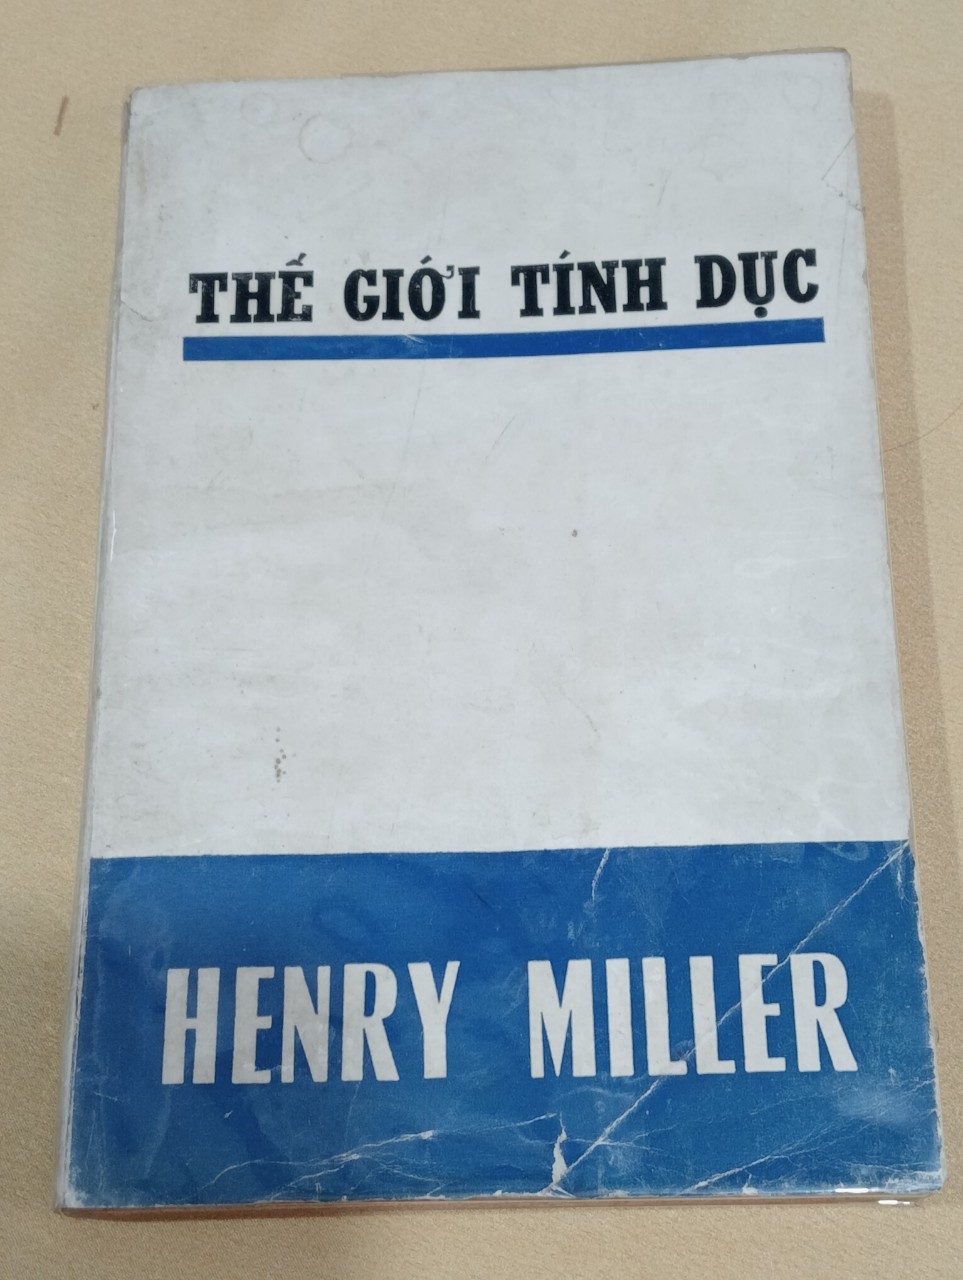 THẾ GIỚI TÍNH DỤC
HENRY MILLER